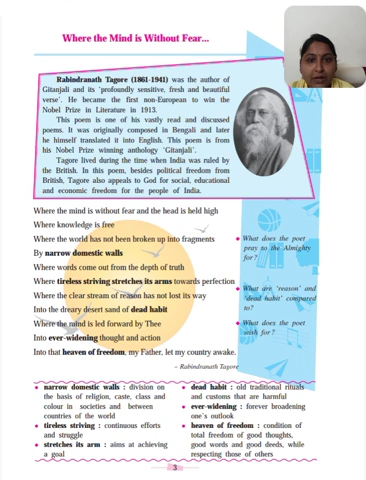 Where the Mind is Without Fear...
Rabindranath Tagore (1861-1941) was the author of
Gitanjali and its 'profoundly sensitive, fresh and beautiful
verse'. He became the first non-European to win the
Nobel Prize in Literature in 1913.
This poem is one of his vastly read and discussed
poems. It was originally composed in Bengali and later
he himself translated it into English. This poem is from
his Nobel Prize winning anthology 'Gitanjali'.
Tagore lived during the time when India was ruled by
the British. In this poem, besides political freedom from
British, Tagore also appeals to God for social, educational
and economic freedom for the people of India.
Where the mind is without fear and the head is held high
Where knowledge is free
Where the world has not been broken up into fragments
By narrow domestic walls
Where words come out from the depth of truth
Where tireless striving stretches its arms towards perfection
Where the clear stream of reason has not lost its way
Into the dreary desert sand of dead habit
Where the mind is led forward by Thee
Into ever-widening thought and action
Into that heaven of freedom, my Father, let my country awake.
– Rabindranath Tagore
• What does the poet
pray to the Almighty
for?
• What are 'reason' and
'dead habit' compared
to?
• What does the poet
wish for?
• narrow domestic walls : division on
the basis of religion, caste, class and
colour in societies and between
countries of the world
• tireless striving : continuous efforts
and struggle
• stretches its arm : aims at achieving
a goal
• dead habit : old traditional rituals
and customs that are harmful
• ever-widening : forever broadening
one's outlook
• heaven of freedom : condition of
total freedom of good thoughts,
good words and good deeds, while
respecting those of others
3